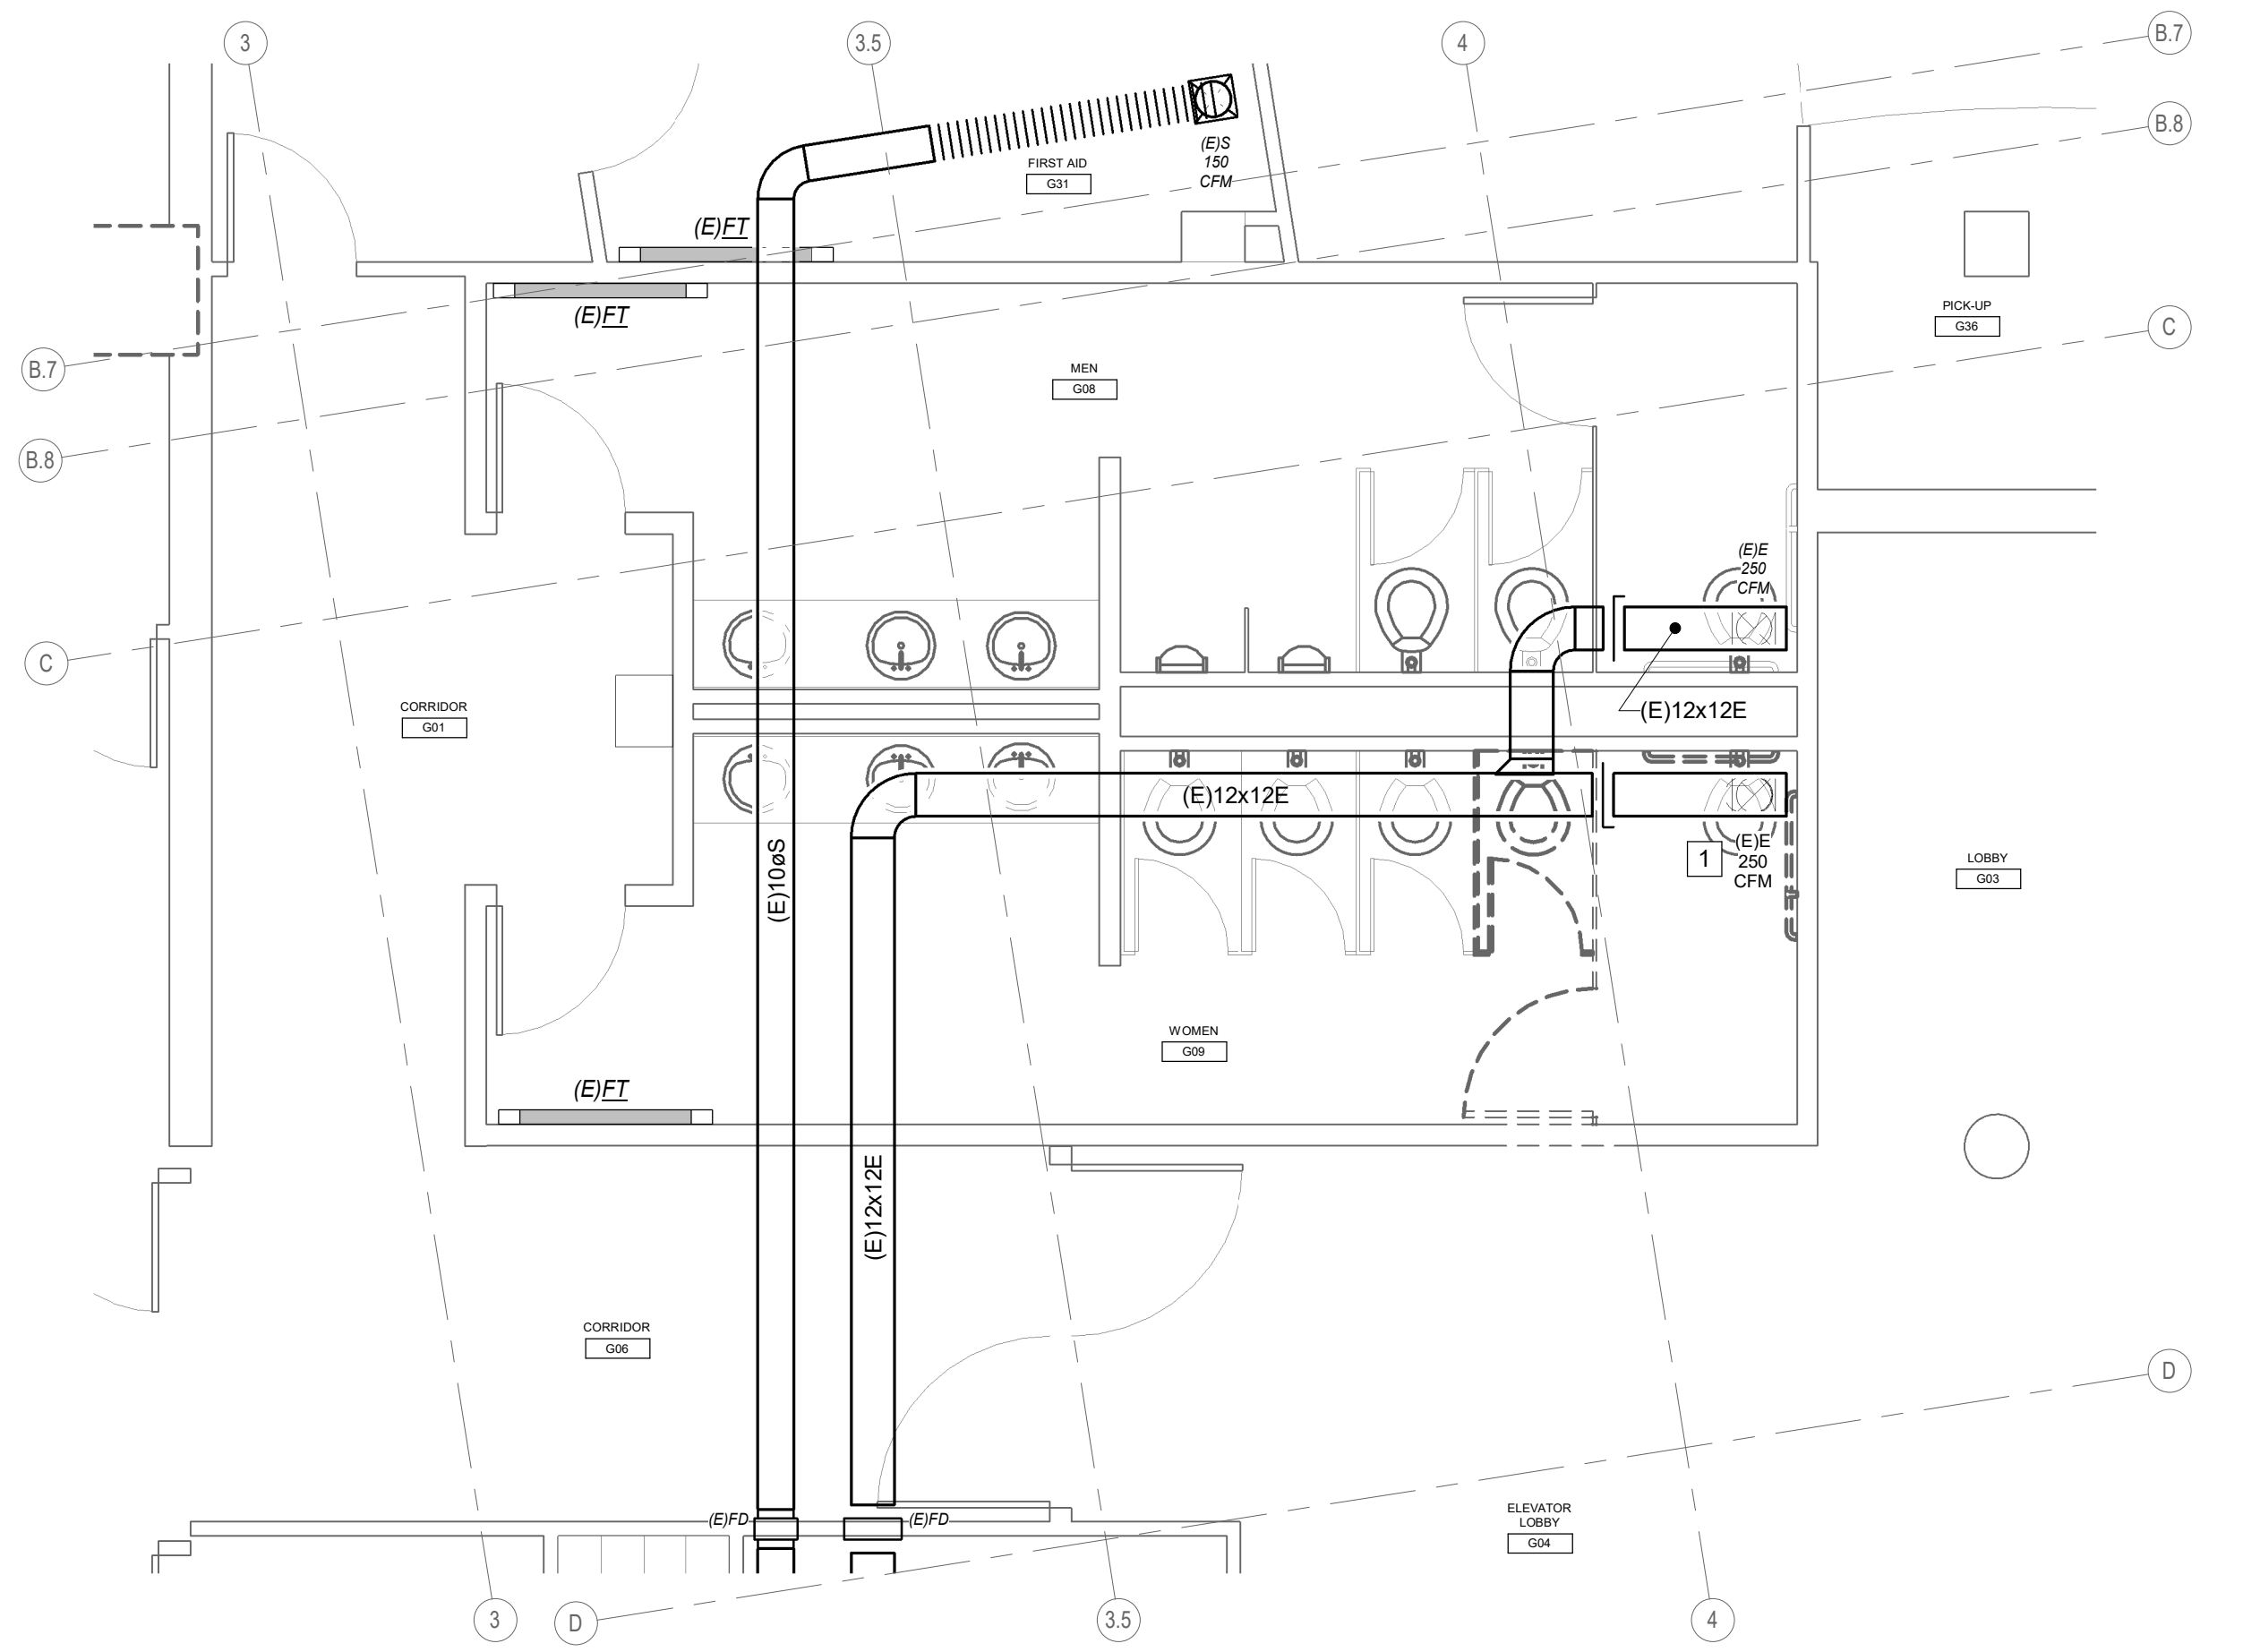 3
3.5
4
B.7
B.8
(E)S
150
CFM
FIRST AID
G31
(E)FT
(E)FT
PICK-UP
G36
C
B.7
MEN
G08
B.8
(E)E
250
CFM
C
CORRIDOR
G01
(E)12x12E
(E)12x12E
1
(E)E
250
CFM
(E)10øS
LOBBY
G03
WOMEN
G09
(E)FT
(E)12x12E
CORRIDOR
G06
D
(E)FD
(E)FD
ELEVATOR
LOBBY
G04
3
D
3.5
4